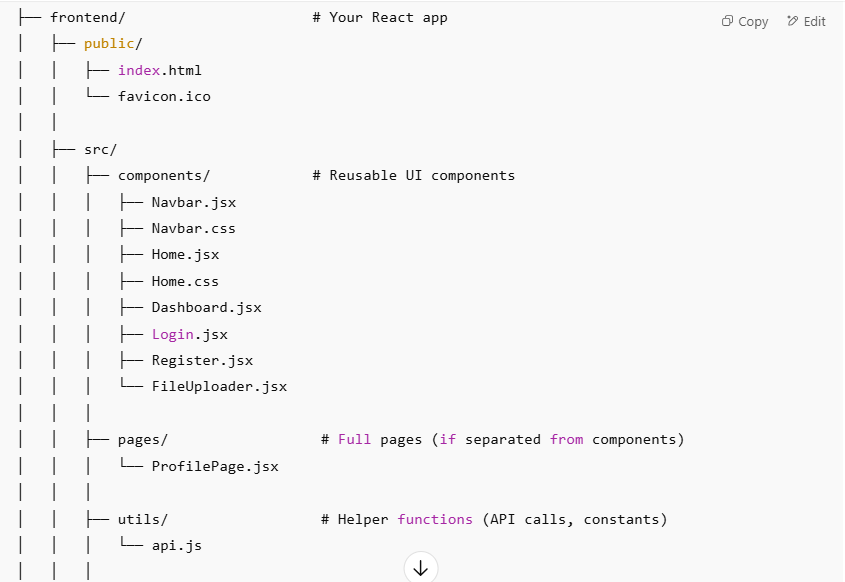 ├── frontend/                      # Your React app
Copy Edit
│   ├── public/
│   │   ├── index.html
│   │   └── favicon.ico
│   │
│   ├── src/
│   │   ├── components/            # Reusable UI components
│   │   │   ├── Navbar.jsx
│   │   │   ├── Navbar.css
│   │   │   ├── Home.jsx
│   │   │   ├── Home.css
│   │   │   ├── Dashboard.jsx
│   │   │   ├── Login.jsx
│   │   │   ├── Register.jsx
│   │   │   └── FileUploader.jsx
│   │   │
│   │   ├── pages/                  # Full pages (if separated from components)
│   │   │   └── ProfilePage.jsx
│   │   │
│   │   ├── utils/                  # Helper functions (API calls, constants)
│   │   │   └── api.js
│   │   │